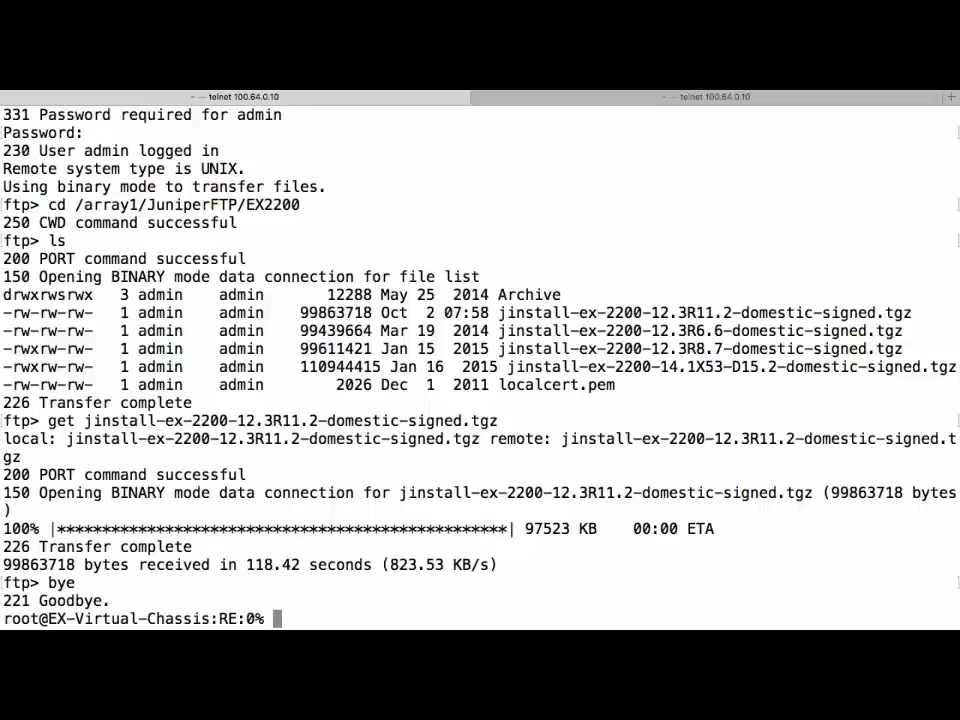 ~ — telnet 100.64.0.10
~ — telnet 100.64.0.10
+
331 Password required for admin
Password:
230 User admin logged in
Remote system type is UNIX.
Using binary mode to transfer files.
ftp> cd /array1/JuniperFTP/EX2200
250 CWD command successful
ftp> ls
200 PORT command successful
150 Opening BINARY mode data connection for file list
drwxrwsrwx   3 admin    admin       12288 May 25  2014 Archive
-rw-rw-rw-   1 admin    admin    99863718 Oct  2 07:58 jinstall-ex-2200-12.3R11.2-domestic-signed.tgz
-rw-rw-rw-   1 admin    admin    99439664 Mar 19  2014 jinstall-ex-2200-12.3R6.6-domestic-signed.tgz
-rwxrw-rw-   1 admin    admin    99611421 Jan 15  2015 jinstall-ex-2200-12.3R8.7-domestic-signed.tgz
-rwxrw-rw-   1 admin    admin    110944415 Jan 16  2015 jinstall-ex-2200-14.1X53-D15.2-domestic-signed.tgz
-rw-rw-rw-   1 admin    admin        2026 Dec  1  2011 localcert.pem
226 Transfer complete
ftp> get jinstall-ex-2200-12.3R11.2-domestic-signed.tgz
local: jinstall-ex-2200-12.3R11.2-domestic-signed.tgz remote: jinstall-ex-2200-12.3R11.2-domestic-signed.t
gz
200 PORT command successful
150 Opening BINARY mode data connection for jinstall-ex-2200-12.3R11.2-domestic-signed.tgz (99863718 bytes
)
100% |**************************************************| 97523 KB    00:00 ETA
226 Transfer complete
99863718 bytes received in 118.42 seconds (823.53 KB/s)
ftp> bye
221 Goodbye.
root@EX-Virtual-Chassis:RE:0%